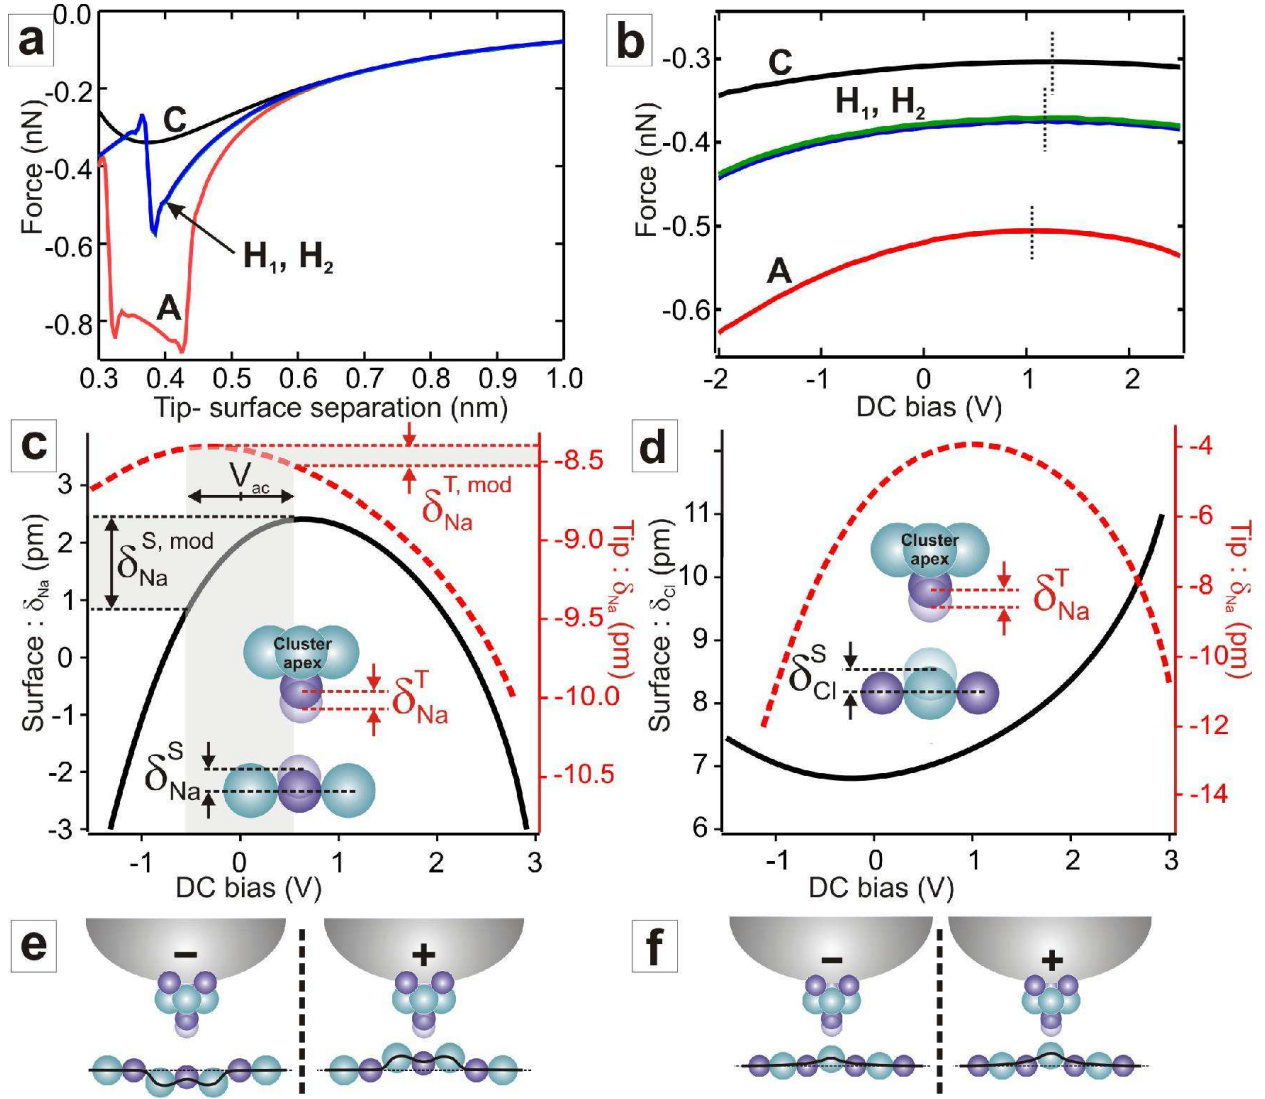 a
0.0
-0.2
-0.4
-0.6
-0.8
Force (nN)
C
H1, H2
A
0.3 0.4 0.5 0.6 0.7 0.8 0.9 1.0
Tip- surface separation (nm)
b
-0.3
-0.4
-0.5
-0.6
Force (nN)
C
H1, H2
A
-2 -1 0 1 2
DC bias (V)
c
3
2
1
0
-1
-2
-3
Surface : δNa (pm)
Vac
δNa T, mod
δNa S, mod
Cluster
apex
δNa T
δNa S
-8.5
-9.0
-9.5
-10.0
-10.5
Tip : δNa (pm)
-1 0 1 2 3
DC bias (V)
d
11
10
9
8
7
6
Surface : δCl (pm)
Cluster
apex
δNa T
δCl S
-4
-6
-8
-10
-12
-14
Tip : δNa (pm)
-1 0 1 2 3
DC bias (V)
e
− +
f
− +